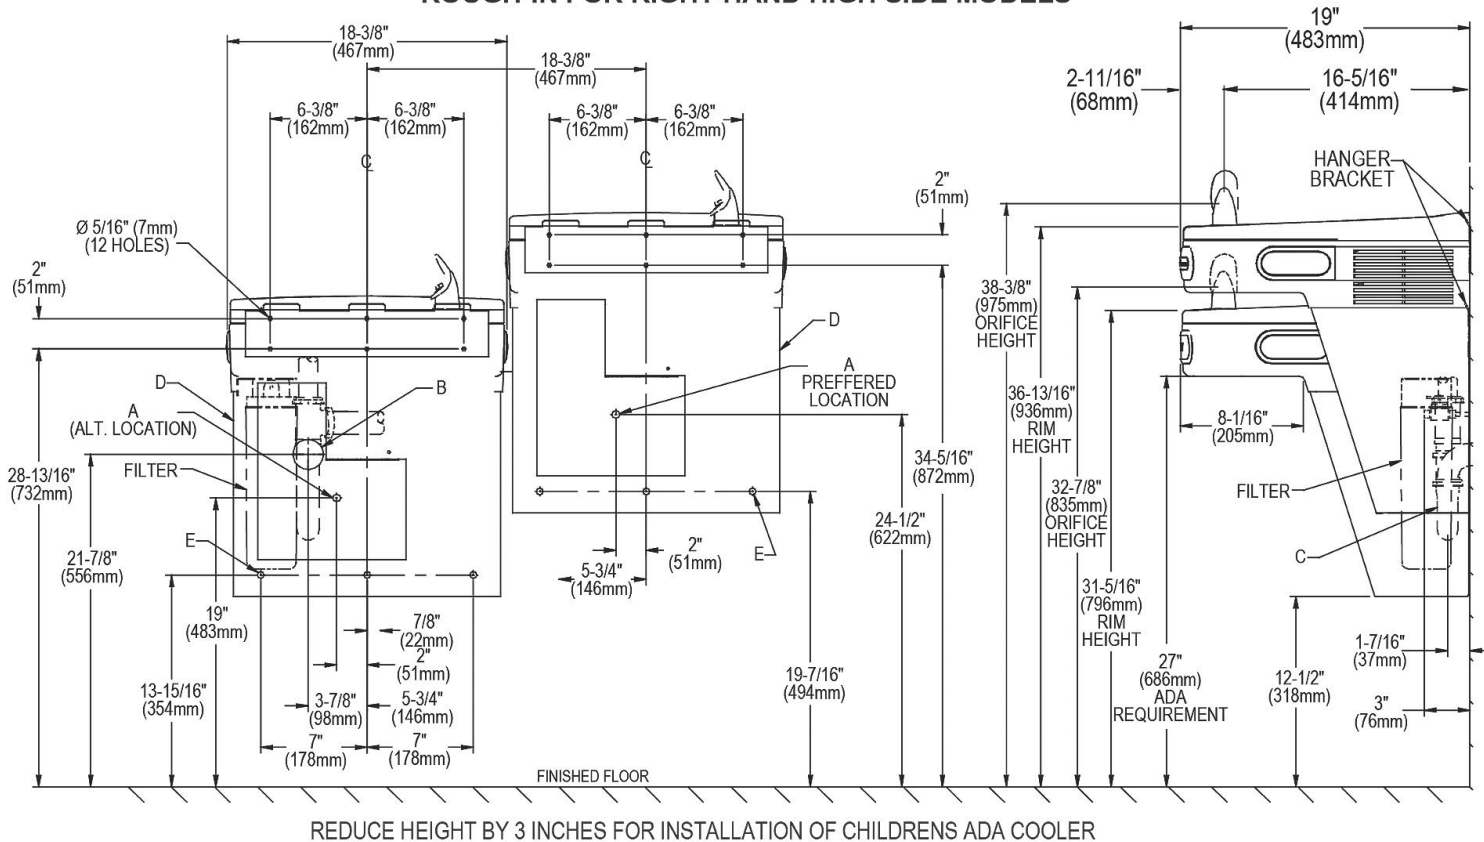 ROUGH-IN FOR RIGHT HAND HIGH SIDE MODELS
18-3/8"
(467mm)
18-3/8"
(467mm)
6-3/8"
(162mm)
6-3/8"
(162mm)
6-3/8"
(162mm)
6-3/8"
(162mm)
19"
(483mm)
2-11/16"
(68mm)
16-5/16"
(414mm)
HANGER
BRACKET
2"
(51mm)
Ø 5/16" (7mm)
(12 HOLES)
2"
(51mm)
38-3/8"
(975mm)
ORIFICE
HEIGHT
D
A
PREFFERED
LOCATION
D
B
A
(ALT. LOCATION)
FILTER
36-13/16"
(936mm)
RIM
HEIGHT
8-1/16"
(205mm)
28-13/16"
(732mm)
34-5/16"
(872mm)
32-7/8"
(835mm)
ORIFICE
HEIGHT
FILTER
24-1/2"
(622mm)
E
E
C
21-7/8"
(556mm)
2"
(51mm)
5-3/4"
(146mm)
31-5/16"
(796mm)
RIM
HEIGHT
19"
(483mm)
7/8"
(22mm)
2"
(51mm)
1-7/16"
(37mm)
13-15/16"
(354mm)
19-7/16"
(494mm)
27"
(686mm)
ADA
REQUIREMENT
12-1/2"
(318mm)
3-7/8"
(98mm)
5-3/4"
(146mm)
3"
(76mm)
7"
(178mm)
7"
(178mm)
FINISHED FLOOR
REDUCE HEIGHT BY 3 INCHES FOR INSTALLATION OF CHILDRENS ADA COOLER